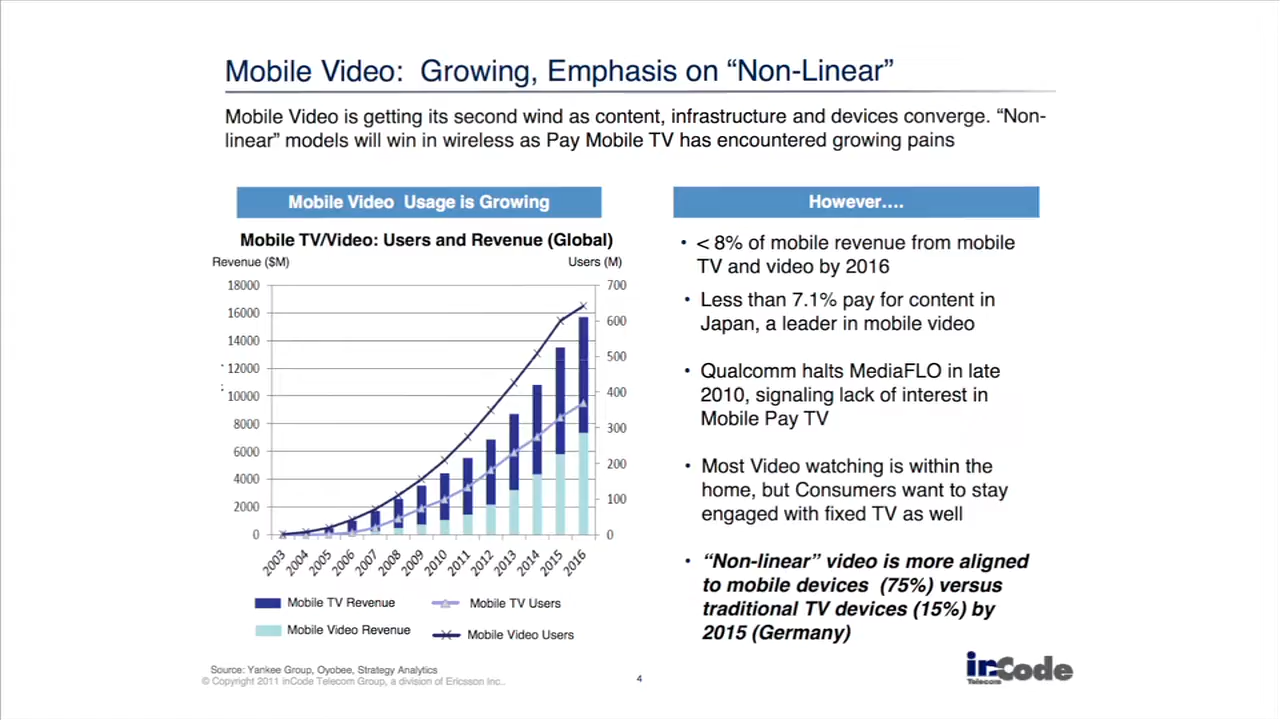 Mobile Video:  Growing, Emphasis on “Non-Linear”
Mobile Video is getting its second wind as content, infrastructure and devices converge. “Non-
linear” models will win in wireless as Pay Mobile TV has encountered growing pains
Mobile Video  Usage is Growing
Mobile TV/Video: Users and Revenue (Global)
Revenue ($M)
Users (M)
18000
16000
14000
12000
10000
8000
6000
4000
2000
0
700
600
500
400
300
200
100
0
2003
2004
2005
2006
2007
2008
2009
2010
2011
2012
2013
2014
2015
2016
Mobile TV Revenue
Mobile TV Users
Mobile Video Revenue
Mobile Video Users
However....
• < 8% of mobile revenue from mobile
TV and video by 2016
• Less than 7.1% pay for content in
Japan, a leader in mobile video
• Qualcomm halts MediaFLO in late
2010, signaling lack of interest in
Mobile Pay TV
• Most Video watching is within the
home, but Consumers want to stay
engaged with fixed TV as well
• “Non-linear” video is more aligned
to mobile devices  (75%) versus
traditional TV devices (15%) by
2015 (Germany)
Source: Yankee Group, Oyobee, Strategy Analytics
© Copyright 2011 inCode Telecom Group, a division of Ericsson Inc..
4
inCode
Telecom